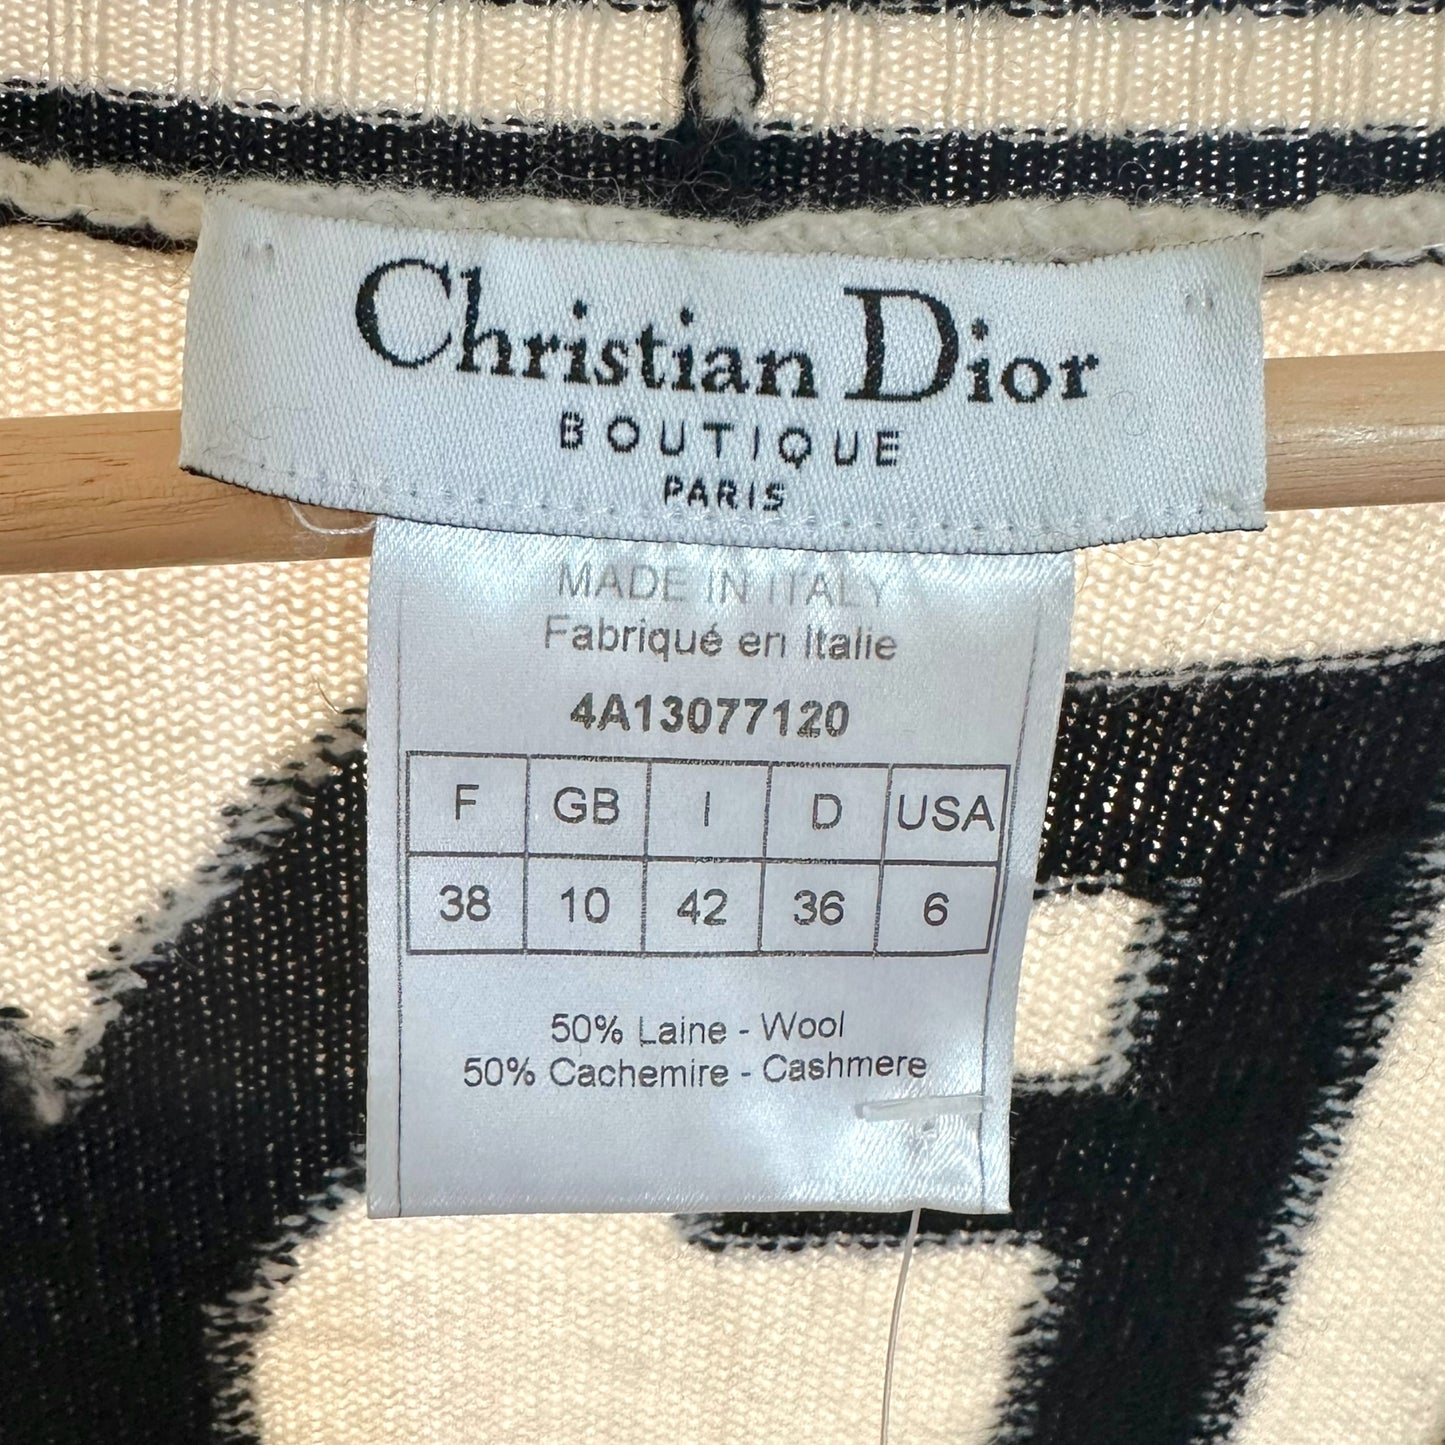 Christian Dior
BOUTIQUE
PARIS
MADE IN ITALY
Fabriqué en Italie
4A13077120
F GB I D USA
38 10 42 36 6
50% Laine - Wool
50% Cachemire - Cashmere